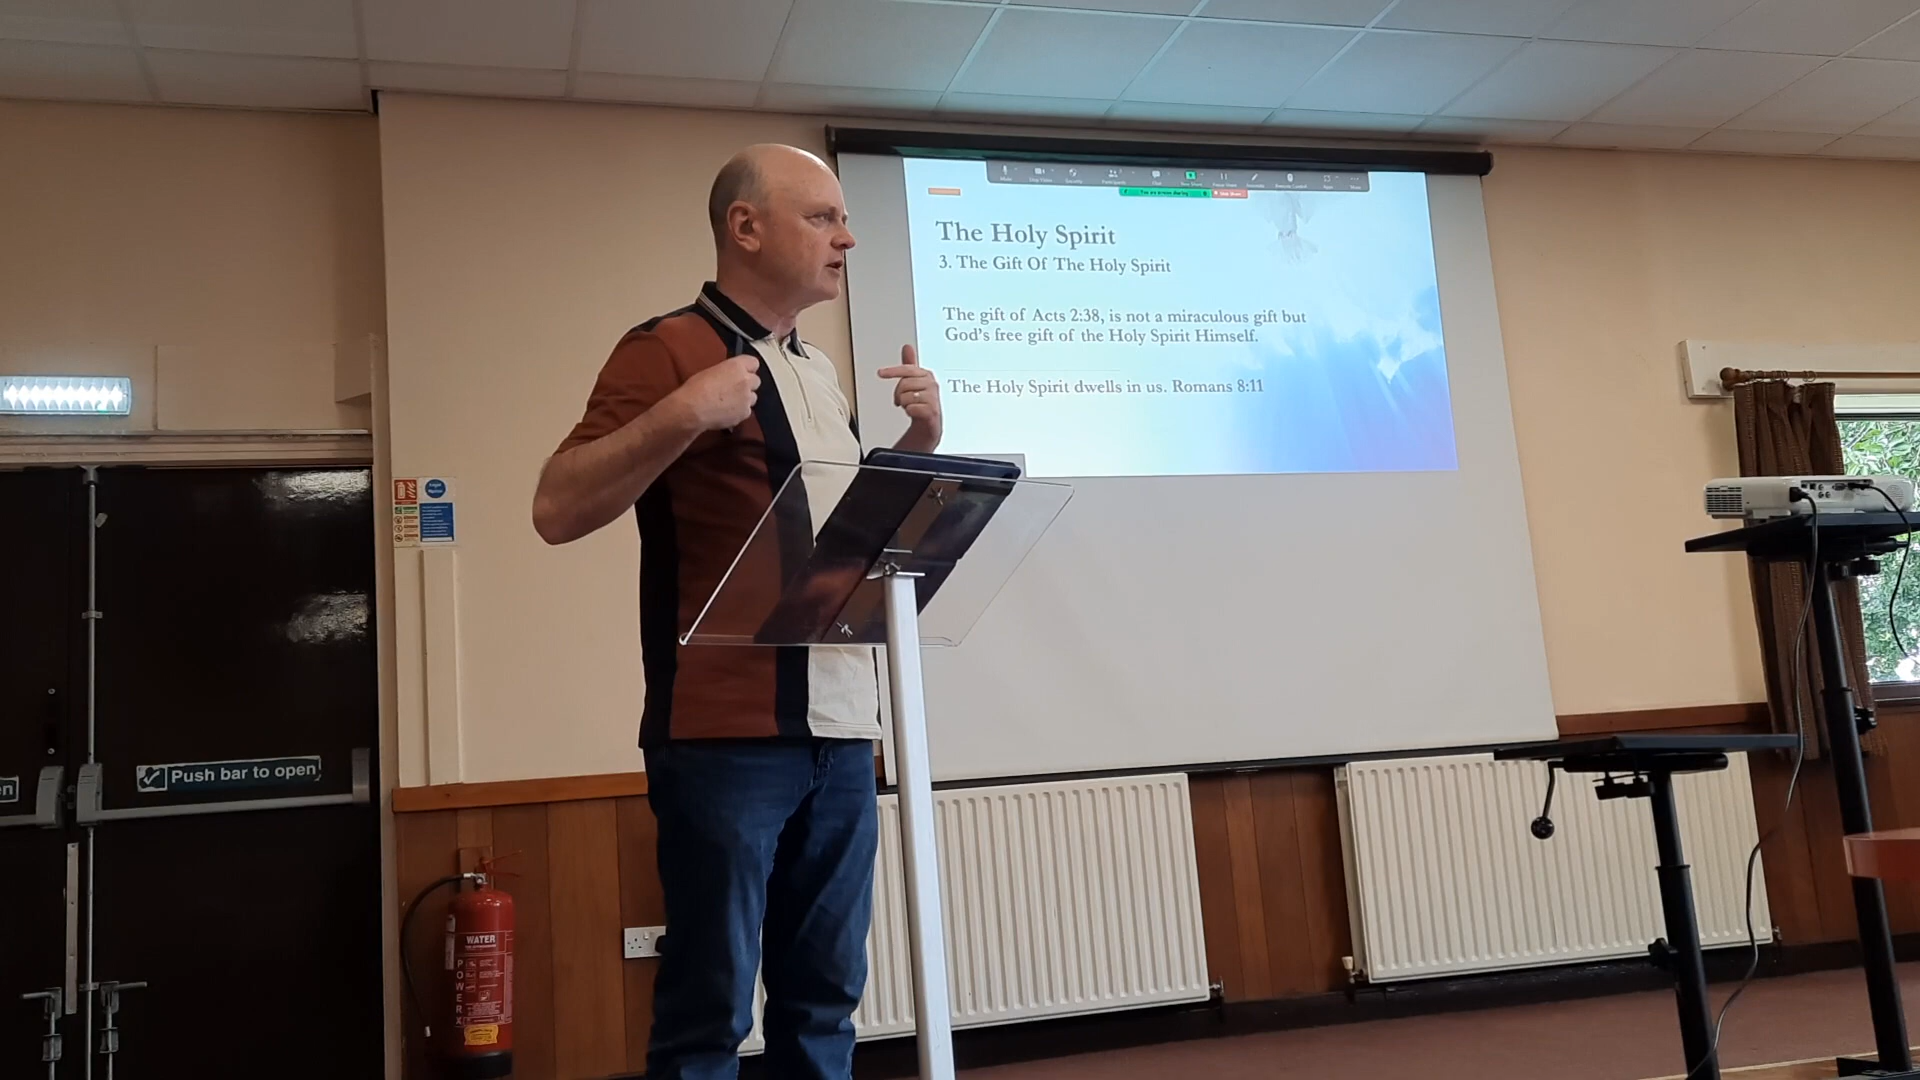 The Holy Spirit
3. The Gift Of The Holy Spirit
The gift of Acts 2:38, is not a miraculous gift but
God's free gift of the Holy Spirit Himself.
The Holy Spirit dwells in us. Romans 8:11
Push bar to open
en
WATER
POWERX